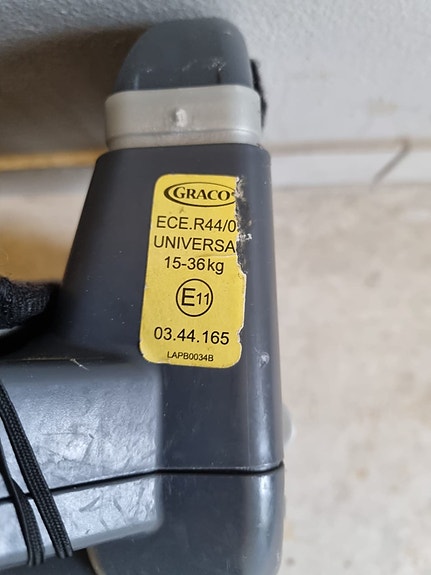 GRACO
ECE.R44/0
UNIVERSA
15-36kg
E11
03.44.165
LAPB0034B